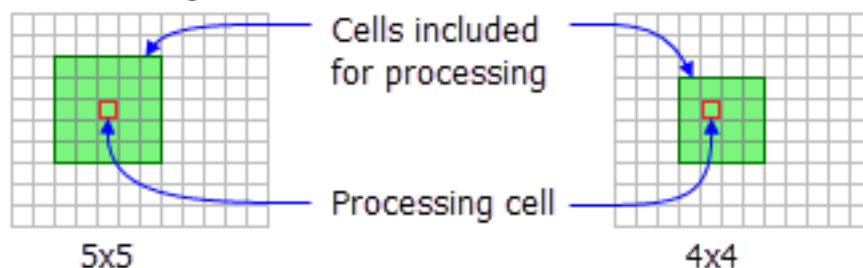 Cells included
for processing
Processing cell
5x5
4x4